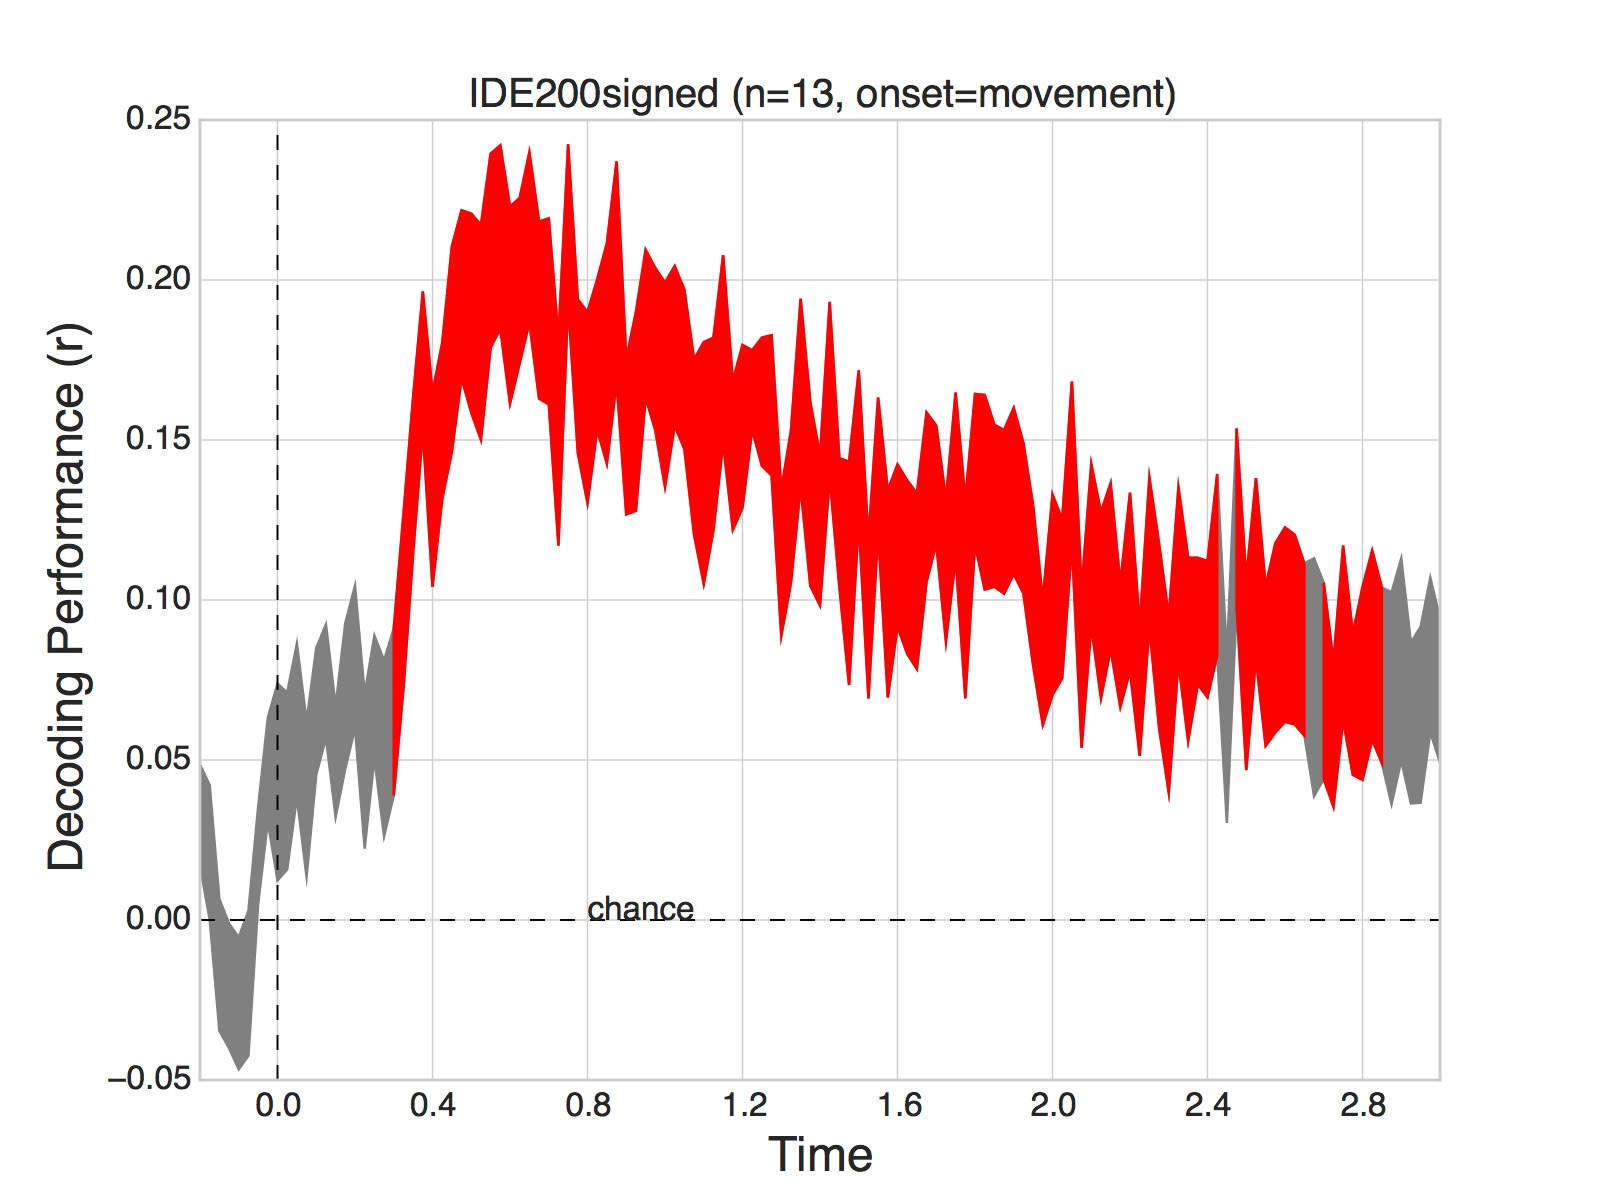 IDE200signed (n=13, onset=movement)
Decoding Performance (r)
0.25
0.20
0.15
0.10
0.05
0.00
−0.05
chance
0.0 0.4 0.8 1.2 1.6 2.0 2.4 2.8
Time